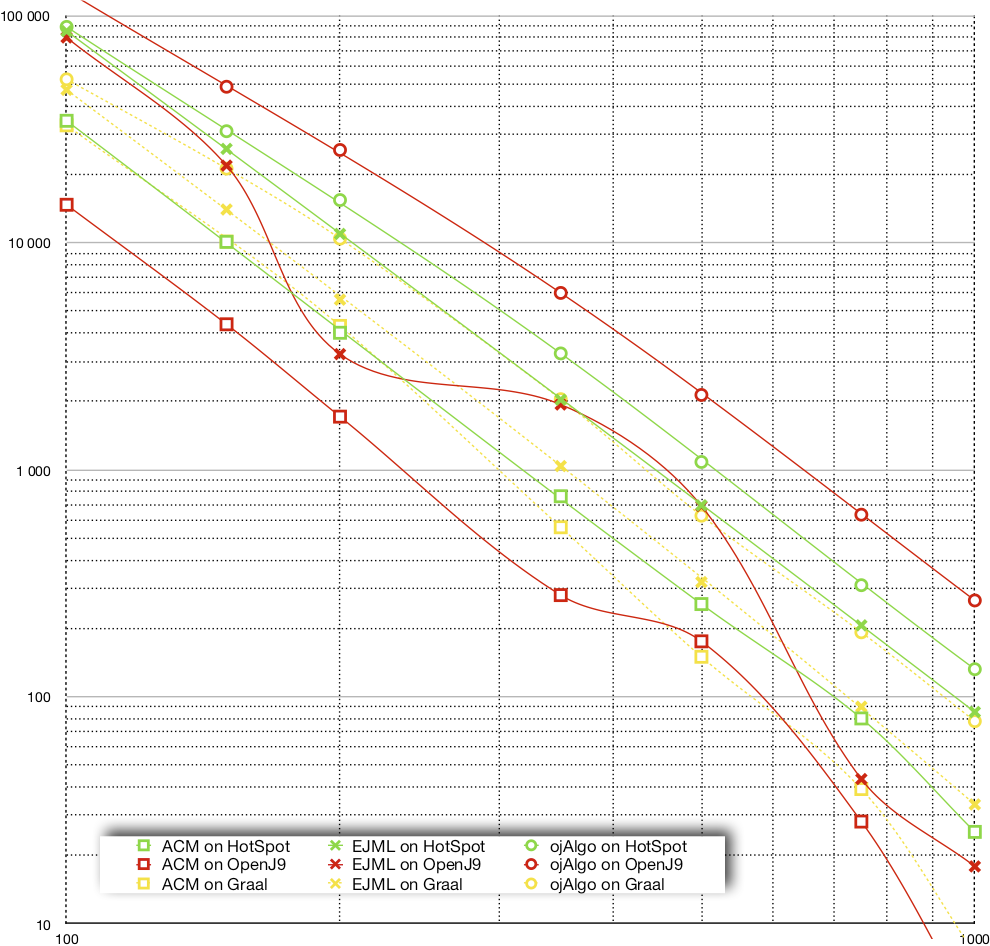 100 000
10 000
1 000
100
ACM on HotSpot EJML on HotSpot ojAlgo on HotSpot
ACM on OpenJ9 EJML on OpenJ9 ojAlgo on OpenJ9
ACM on Graal EJML on Graal ojAlgo on Graal
10
100 1000